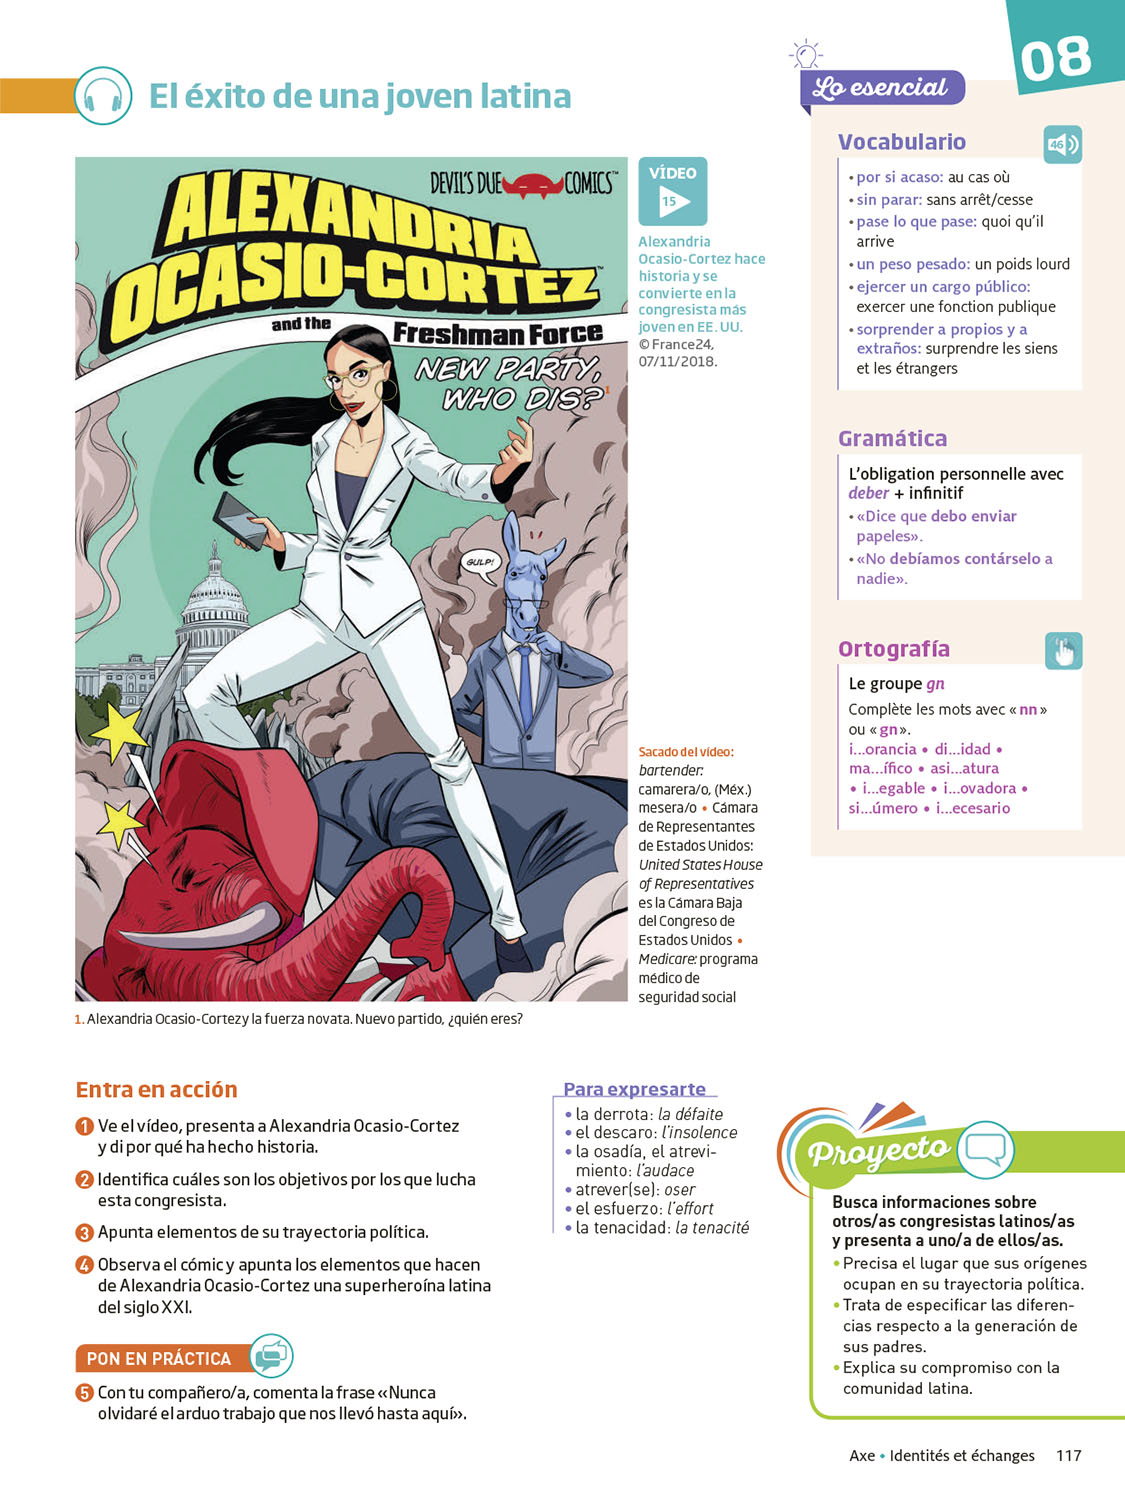 08
El éxito de una joven latina
DEVIL'S DUE COMICS™
ALEXANDRIA
OCASIO-CORTEZ™
and the Freshman Force
NEW PARTY,
WHO DIS?1
GULP!
1. Alexandria Ocasio-Cortez y la fuerza novata. Nuevo partido, ¿quién eres?
VÍDEO
15
Alexandria
Ocasio-Cortez hace
historia y se
convierte en la
congresista más
joven en EE. UU.
© France24,
07/11/2018.
Sacado del vídeo:
bartender:
camarera/o, (Méx.)
mesera/o • Cámara
de Representantes
de Estados Unidos:
United States House
of Representatives
es la Cámara Baja
del Congreso de
Estados Unidos •
Medicare: programa
médico de
seguridad social
Lo esencial
Vocabulario
46
• por si acaso: au cas où
• sin parar: sans arrêt/cesse
• pase lo que pase: quoi qu'il
arrive
• un peso pesado: un poids lourd
• ejercer un cargo público:
exercer une fonction publique
• sorprender a propios y a
extraños: surprendre les siens
et les étrangers
Gramática
L'obligation personnelle avec
deber + infinitif
• «Dice que debo enviar
papeles».
• «No debíamos contárselo a
nadie».
Ortografía
Le groupe gn
Complète les mots avec « nn »
ou « gn ».
i...orancia • di...idad •
ma...ífico • asi...atura
• i...egable • i...ovadora •
si...úmero • i...ecesario
Entra en acción
1 Ve el vídeo, presenta a Alexandria Ocasio-Cortez
y di por qué ha hecho historia.
2 Identifica cuáles son los objetivos por los que lucha
esta congresista.
3 Apunta elementos de su trayectoria política.
4 Observa el cómic y apunta los elementos que hacen
de Alexandria Ocasio-Cortez una superheroína latina
del siglo XXI.
PON EN PRÁCTICA
5 Con tu compañero/a, comenta la frase «Nunca
olvidaré el arduo trabajo que nos llevó hasta aquí».
Para expresarte
• la derrota: la défaite
• el descaro: l'insolence
• la osadía, el atrevi-
miento: l'audace
• atrever(se): oser
• el esfuerzo: l'effort
• la tenacidad: la tenacité
Proyecto
Busca informaciones sobre
otros/as congresistas latinos/as
y presenta a uno/a de ellos/as.
• Precisa el lugar que sus orígenes
ocupan en su trayectoria política.
• Trata de especificar las diferen-
cias respecto a la generación de
sus padres.
• Explica su compromiso con la
comunidad latina.
Axe • Identités et échanges 117